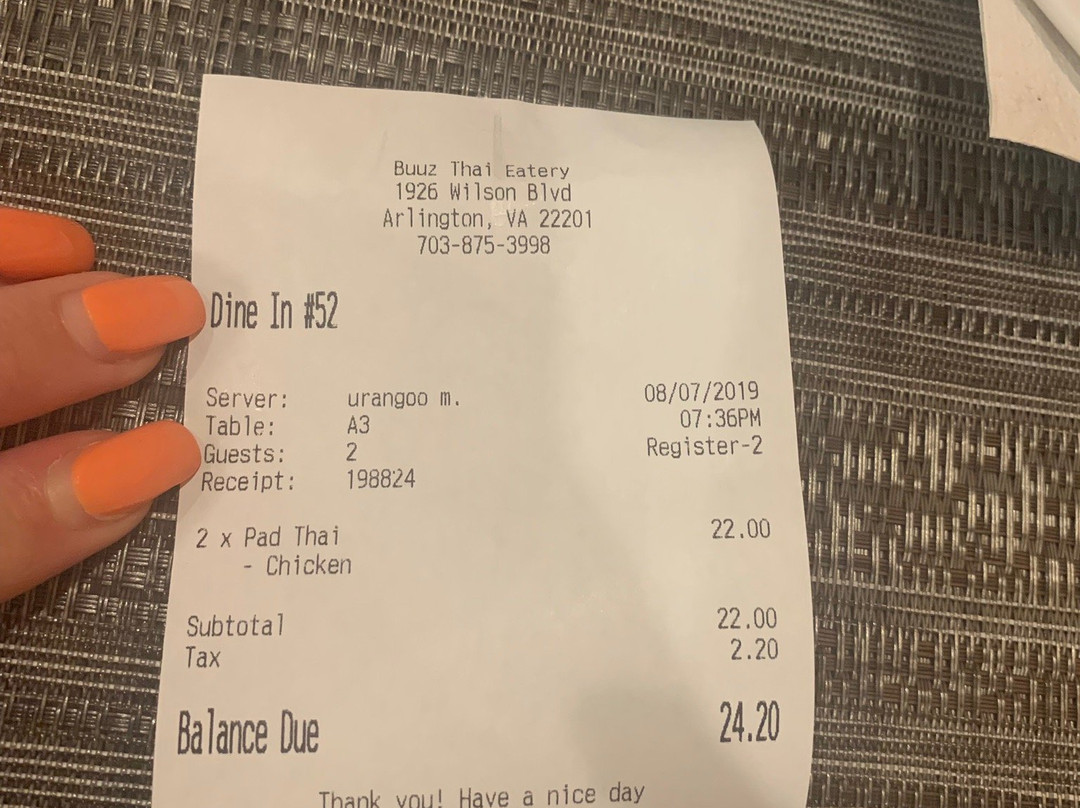 Buuz Thai Eatery
1926 Wilson Blvd
Arlington, VA 22201
703-875-3998
Dine In #52
Server: urangoo m. 08/07/2019
Table: A3 07:36PM
Guests: 2 Register-2
Receipt: 198824
2 x Pad Thai 22.00
- Chicken
Subtotal 22.00
Tax 2.20
Balance Due 24.20
Thank you! Have a nice day